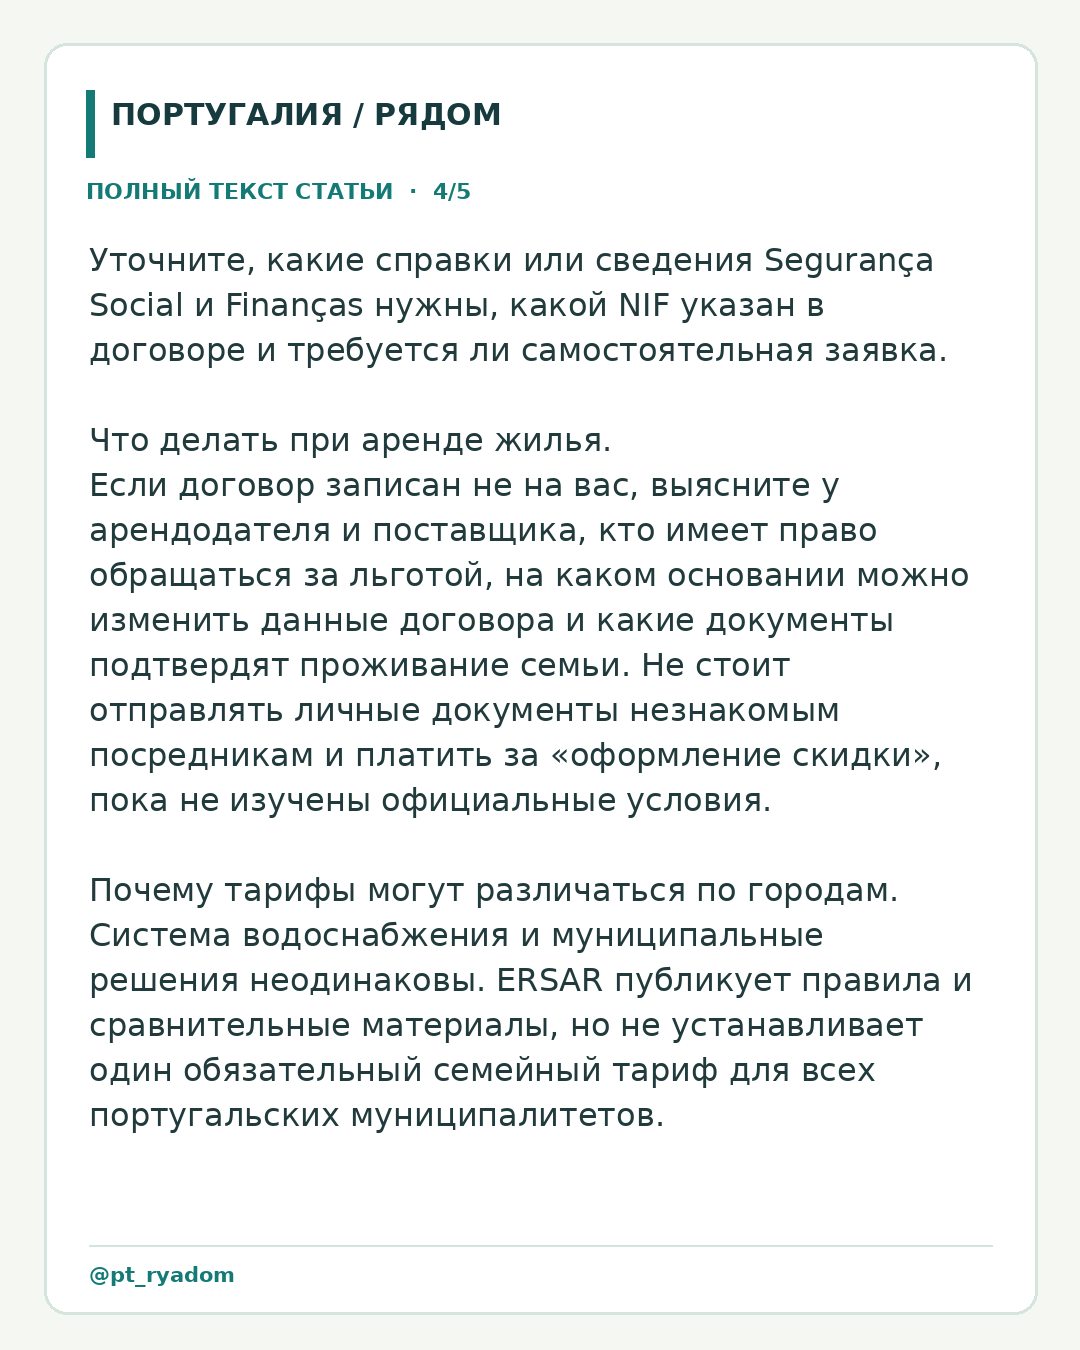 ПОРТУГАЛИЯ / РЯДОМ
ПОЛНЫЙ ТЕКСТ СТАТЬИ · 4/5
Уточните, какие справки или сведения Segurança
Social и Finanças нужны, какой NIF указан в
договоре и требуется ли самостоятельная заявка.
Что делать при аренде жилья.
Если договор записан не на вас, выясните у
арендодателя и поставщика, кто имеет право
обращаться за льготой, на каком основании можно
изменить данные договора и какие документы
подтвердят проживание семьи. Не стоит
отправлять личные документы незнакомым
посредникам и платить за «оформление скидки»,
пока не изучены официальные условия.
Почему тарифы могут различаться по городам.
Система водоснабжения и муниципальные
решения неодинаковы. ERSAR публикует правила и
сравнительные материалы, но не устанавливает
один обязательный семейный тариф для всех
португальских муниципалитетов.
@pt_ryadom